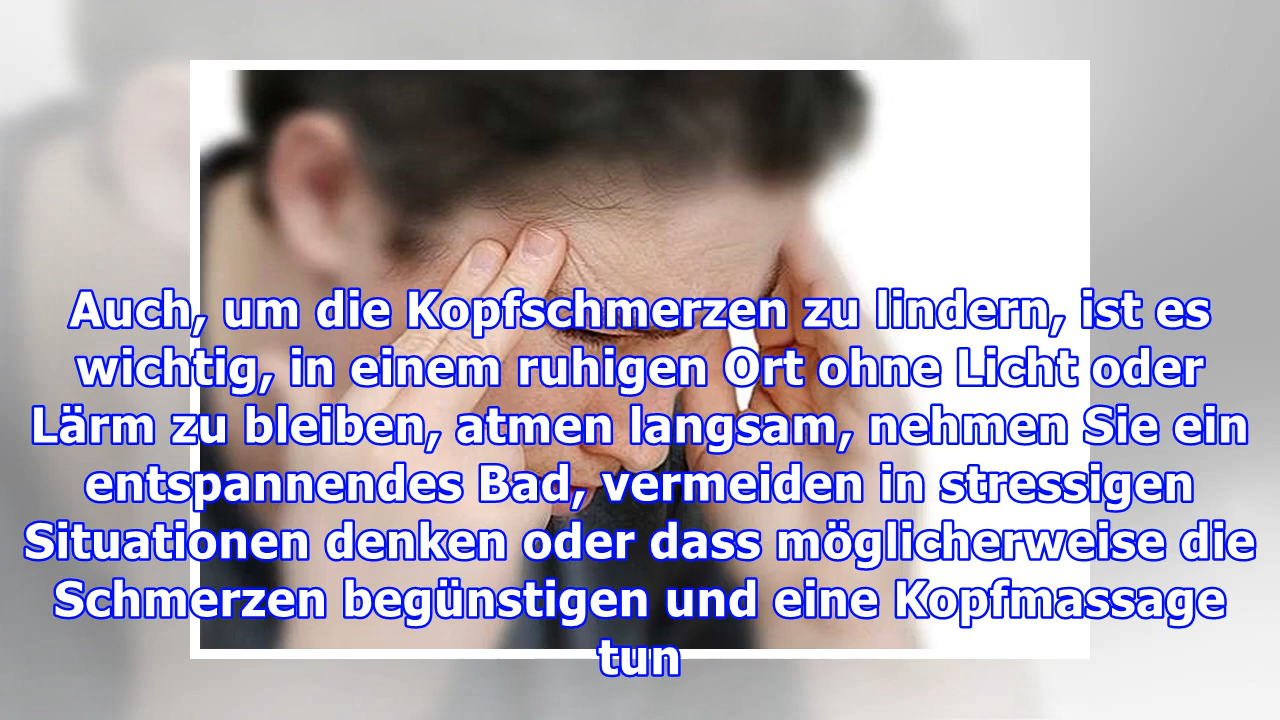 Auch, um die Kopfschmerzen zu lindern, ist es
wichtig, in einem ruhigen Ort ohne Licht oder
Lärm zu bleiben, atmen langsam, nehmen Sie ein
entspannendes Bad, vermeiden in stressigen
Situationen denken oder dass möglicherweise die
Schmerzen begünstigen und eine Kopfmassage
tun